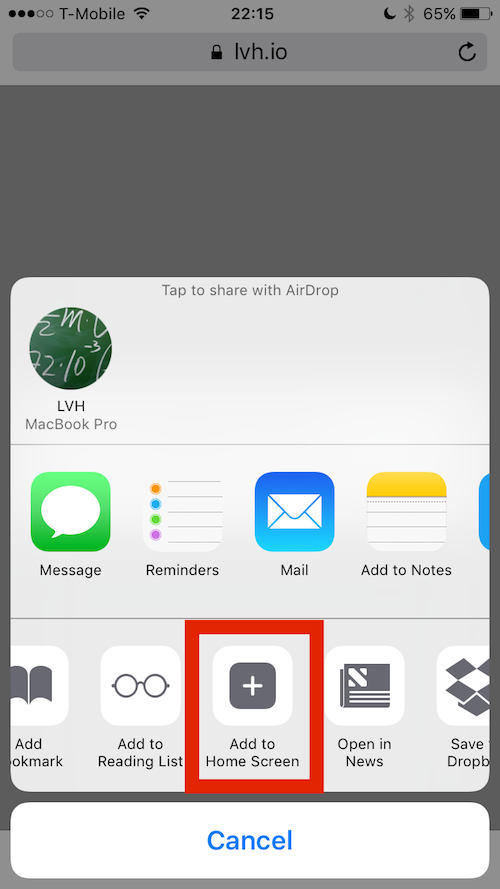 T-Mobile 22:15 65%
lvh.io
Tap to share with AirDrop
LVH
MacBook Pro
Message Reminders Mail Add to Notes
Add Add to Add to Open in Save
ookmark Reading List Home Screen News Dropb
Cancel